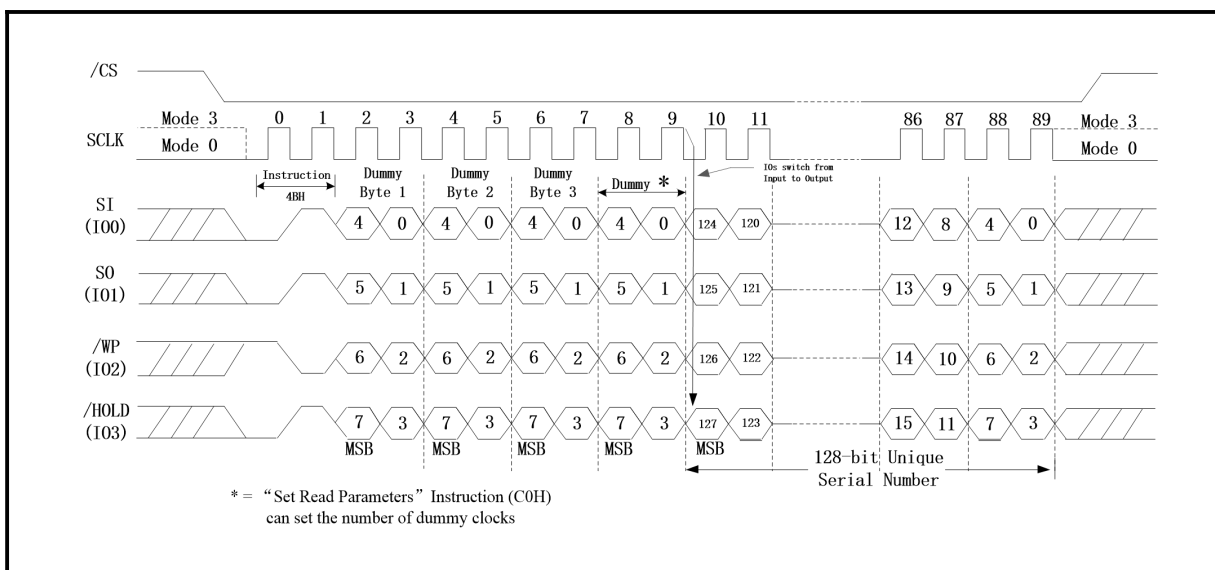 /CS
Mode 3 0 1 2 3 4 5 6 7 8 9 10 11 86 87 88 89 Mode 3
SCLK
Mode 0 Mode 0
Instruction Dummy Dummy Dummy Dummy * IOs switch from
4BH Byte 1 Byte 2 Byte 3 Input to Output
SI
(IO0) 4 0 4 0 4 0 4 0 124 120 12 8 4 0
SO
(IO1) 5 1 5 1 5 1 5 1 125 121 13 9 5 1
/WP
(IO2) 6 2 6 2 6 2 6 2 126 122 14 10 6 2
/HOLD
(IO3) 7 3 7 3 7 3 7 3 127 123 15 11 7 3
MSB MSB MSB MSB MSB
128-bit Unique
Serial Number
* = “Set Read Parameters” Instruction (C0H)
can set the number of dummy clocks